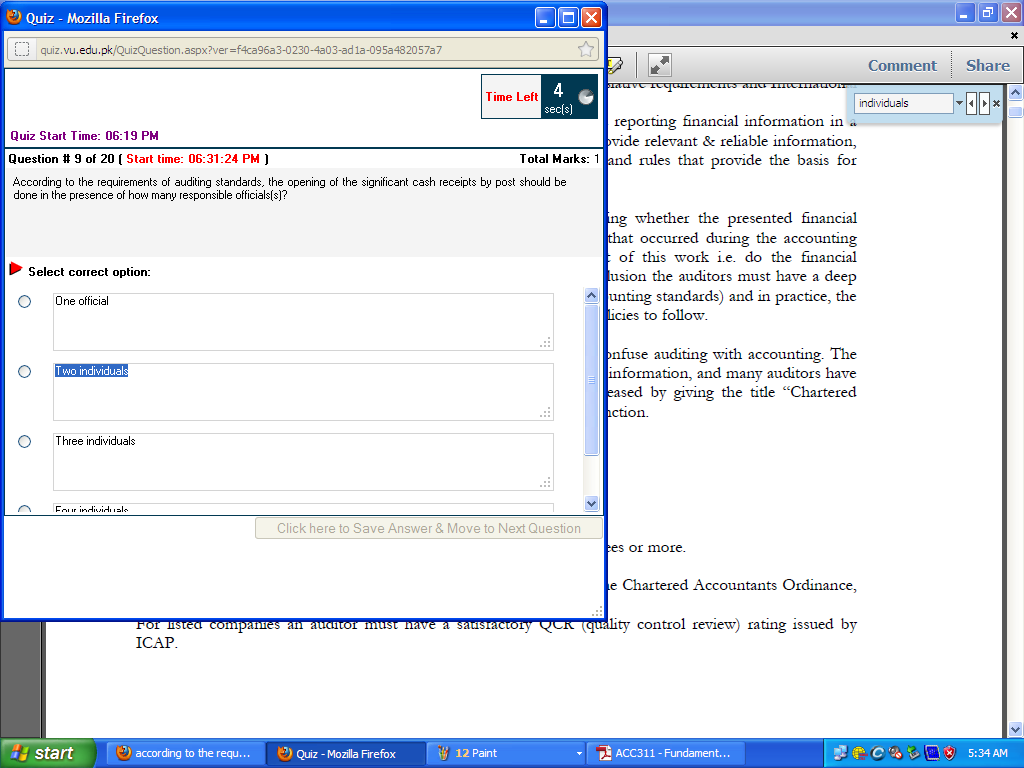 Quiz - Mozilla Firefox
quiz.vu.edu.pk/QuizQuestion.aspx?ver=f4ca96a3-0230-4a03-ad1a-095a482057a7
Time Left 4 sec(s)
Quiz Start Time: 06:19 PM
Question # 9 of 20 ( Start time: 06:31:24 PM ) Total Marks: 1
According to the requirements of auditing standards, the opening of the significant cash receipts by post should be
done in the presence of how many responsible officials(s)?
Select correct option:
One official
Two individuals
Three individuals
Four individuals
Click here to Save Answer & Move to Next Question
Comment Share
individuals
lative requirements and Internation
reporting financial information in a
ovide relevant & reliable information,
and rules that provide the basis for
ing whether the presented financial
that occurred during the accounting
of this work i.e. do the financial
lusion the auditors must have a deep
unting standards) and in practice, the
licies to follow.
onfuse auditing with accounting. The
information, and many auditors have
eased by giving the title “Chartered
nction.
ees or more.
e Chartered Accountants Ordinance,
For listed companies an auditor must have a satisfactory QCR (quality control review) rating issued by
ICAP.
start according to the requ... Quiz - Mozilla Firefox 12 Paint ACC311 - Fundament... 5:34 AM